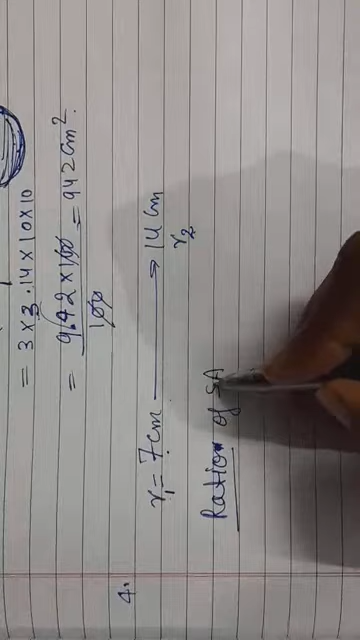 = 3 x 3.14 x 10 x 10
= 9.42 x 100 / 100 = 942 cm².
4. r₁ = 7cm → 14 cm
r₂
Ration of SA